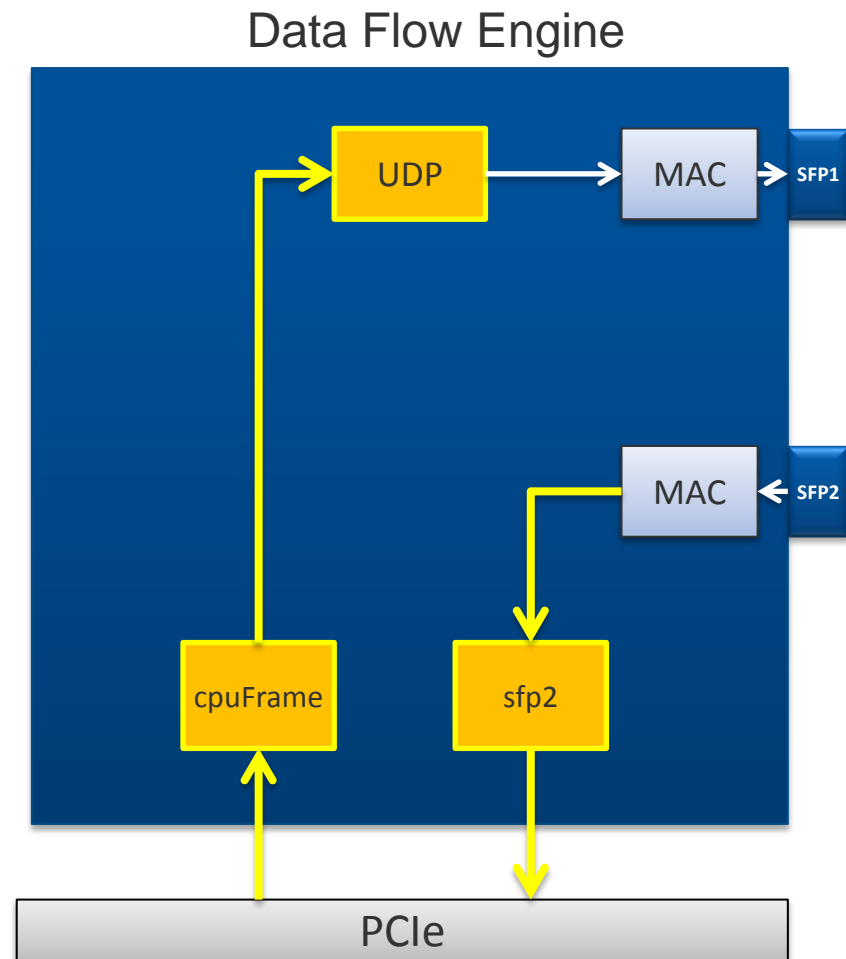 Data Flow Engine
UDP
MAC
SFP1
MAC
SFP2
cpuFrame
sfp2
PCIe